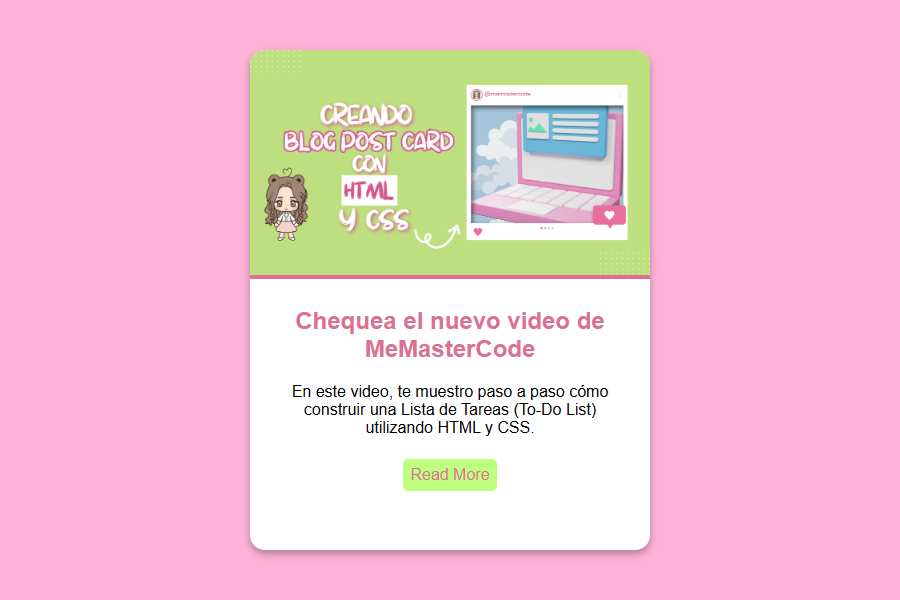 CREANDO
BLOG POST CARD
CON
HTML
Y CSS
@memastercode
Chequea el nuevo video de
MeMasterCode
En este video, te muestro paso a paso cómo
construir una Lista de Tareas (To-Do List)
utilizando HTML y CSS.
Read More